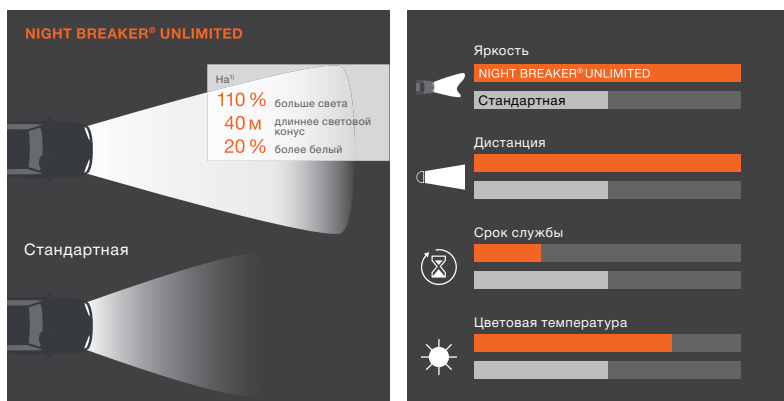 NIGHT BREAKER® UNLIMITED
На¹⁾
110 % больше света
40 м длиннее световой
конус
20 % более белый
Стандартная
Яркость
NIGHT BREAKER® UNLIMITED
Стандартная
Дистанция
Срок службы
Цветовая температура